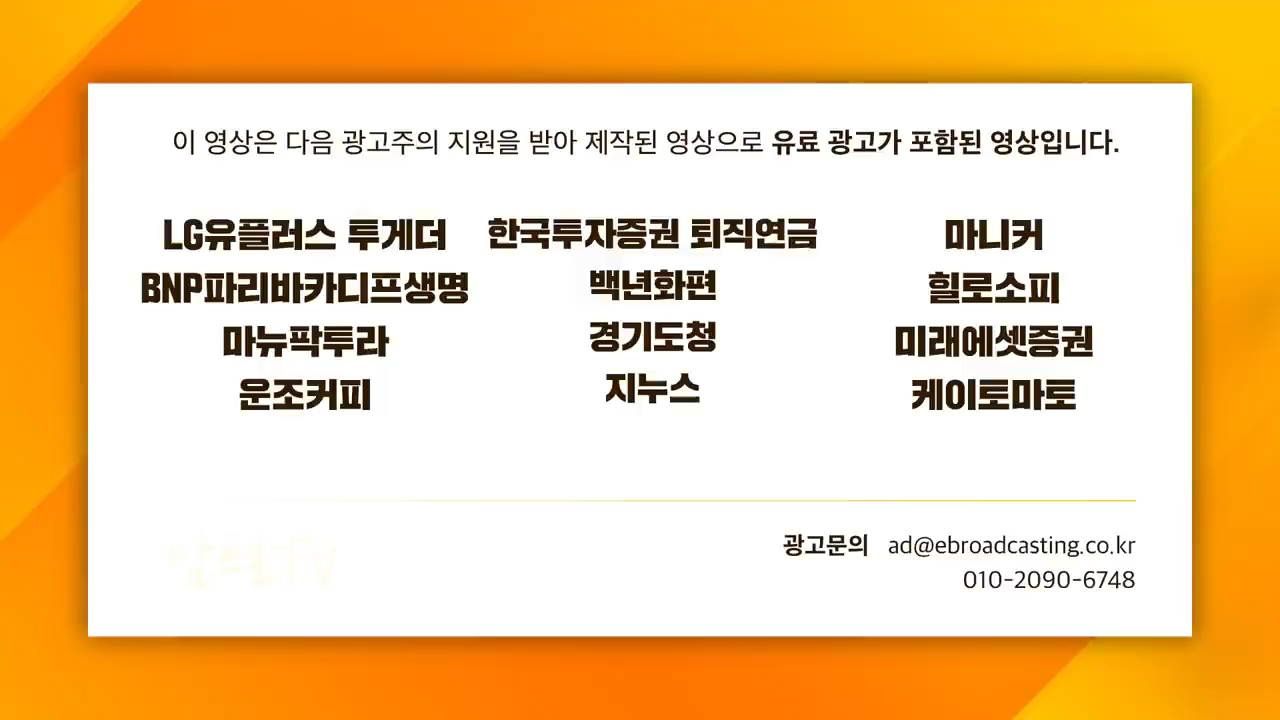 이 영상은 다음 광고주의 지원을 받아 제작된 영상으로 유료 광고가 포함된 영상입니다.
LG유플러스 투게더
BNP파리바카디프생명
마뉴팍투라
운조커피
한국투자증권 퇴직연금
백년화편
경기도청
지누스
마니커
힐로소피
미래에셋증권
케이토마토
광고문의 ad@ebroadcasting.co.kr
010-2090-6748